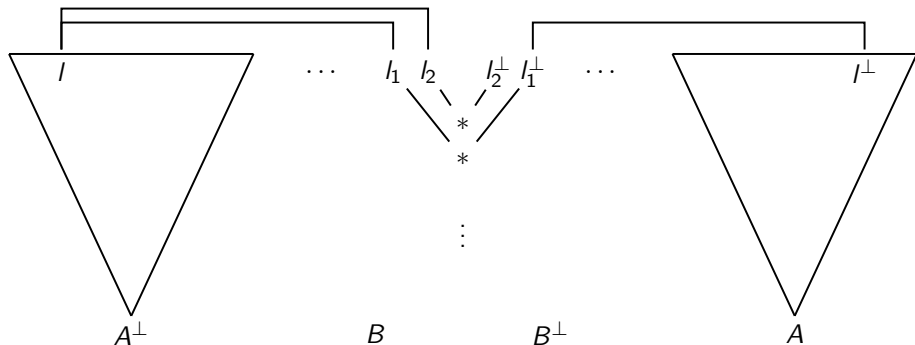 l ⋯ l₁ l₂ l₂^⊥ l₁^⊥ ⋯ l^⊥
*
*
⋮
A^⊥ B B^⊥ A